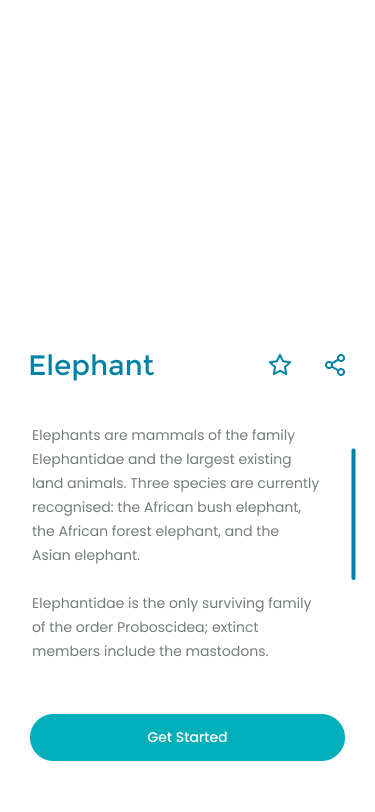 Elephant
Elephants are mammals of the family
Elephantidae and the largest existing
land animals. Three species are currently
recognised: the African bush elephant,
the African forest elephant, and the
Asian elephant.
Elephantidae is the only surviving family
of the order Proboscidea; extinct
members include the mastodons.
Get Started